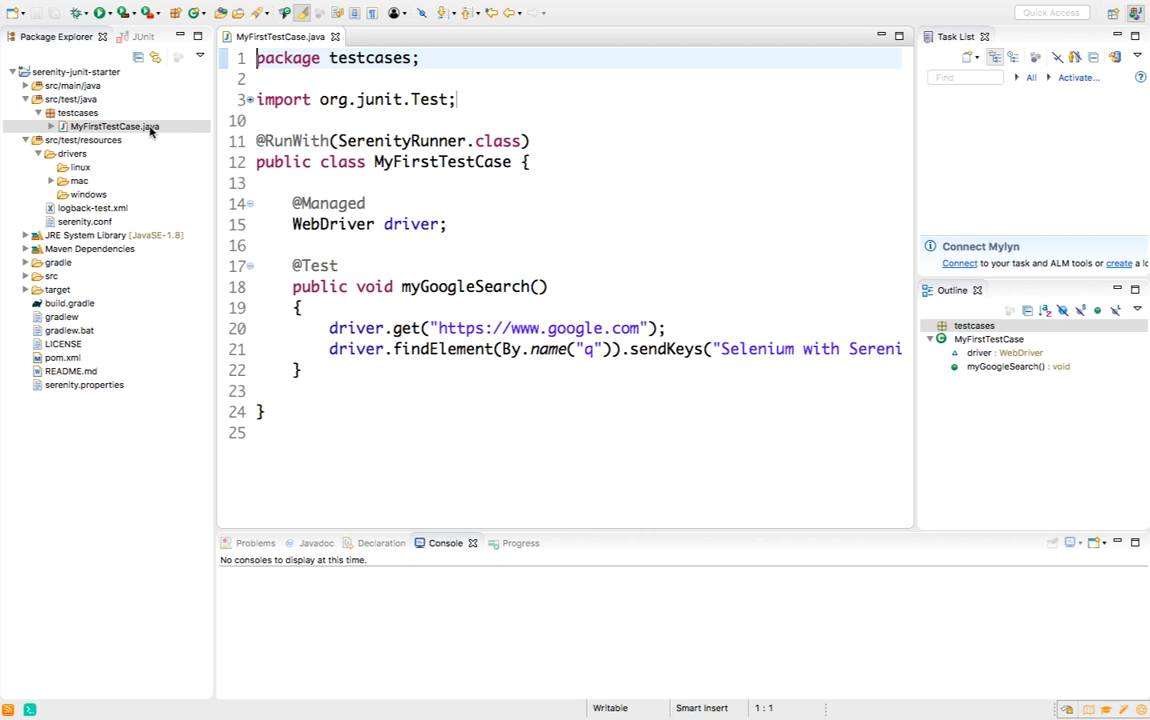 Quick Access
Package Explorer
JUnit
serenity-junit-starter
src/main/java
src/test/java
testcases
MyFirstTestCase.java
src/test/resources
drivers
linux
mac
windows
logback-test.xml
serenity.conf
JRE System Library [JavaSE-1.8]
Maven Dependencies
gradle
src
target
build.gradle
gradlew
gradlew.bat
LICENSE
pom.xml
README.md
serenity.properties
MyFirstTestCase.java
1 package testcases;
2
3 import org.junit.Test;
10
11 @RunWith(SerenityRunner.class)
12 public class MyFirstTestCase {
13
14 @Managed
15 WebDriver driver;
16
17 @Test
18 public void myGoogleSearch()
19 {
20 driver.get("https://www.google.com");
21 driver.findElement(By.name("q")).sendKeys("Selenium with Sereni
22 }
23
24 }
25
Problems
Javadoc
Declaration
Console
Progress
No consoles to display at this time.
Task List
Find
All
Activate...
Connect Mylyn
Connect to your task and ALM tools or create a lo
Outline
testcases
MyFirstTestCase
driver : WebDriver
myGoogleSearch() : void
Writable
Smart Insert
1 : 1